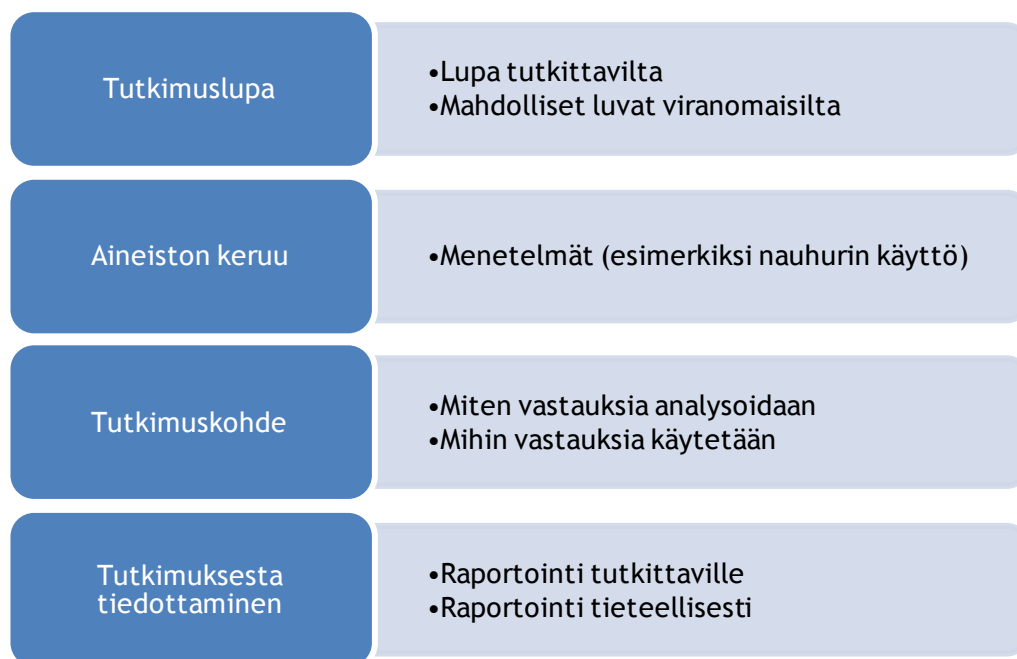 Tutkimuslupa
•Lupa tutkittavilta
•Mahdolliset luvat viranomaisilta
Aineiston keruu
•Menetelmät (esimerkiksi nauhurin käyttö)
Tutkimuskohde
•Miten vastauksia analysoidaan
•Mihin vastauksia käytetään
Tutkimuksesta
tiedottaminen
•Raportointi tutkittaville
•Raportointi tieteellisesti